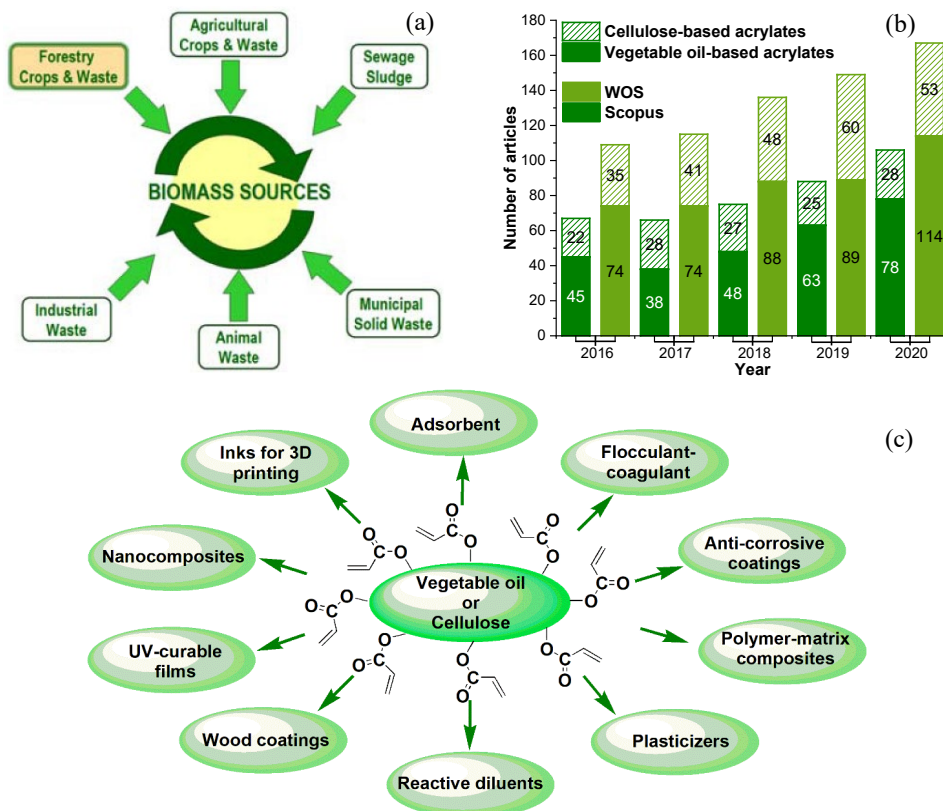 (a)
Agricultural
Crops & Waste
Forestry
Crops & Waste
Sewage
Sludge
BIOMASS SOURCES
Industrial
Waste
Animal
Waste
Municipal
Solid Waste
(b)
Cellulose-based acrylates
Vegetable oil-based acrylates
WOS
Scopus
Number of articles
180
160
140
120
100
80
60
40
20
0
22
45
35
74
28
38
41
74
27
48
48
88
25
63
60
89
28
78
53
114
2016
2017
2018
2019
2020
Year
(c)
Adsorbent
Inks for 3D
printing
Flocculant-
coagulant
Nanocomposites
Anti-corrosive
coatings
Vegetable oil
or
Cellulose
UV-curable
films
Polymer-matrix
composites
Wood coatings
Plasticizers
Reactive diluents
O
O
O
O
O
O
O
O
O
C
O
O
O
O
O
O
O
O